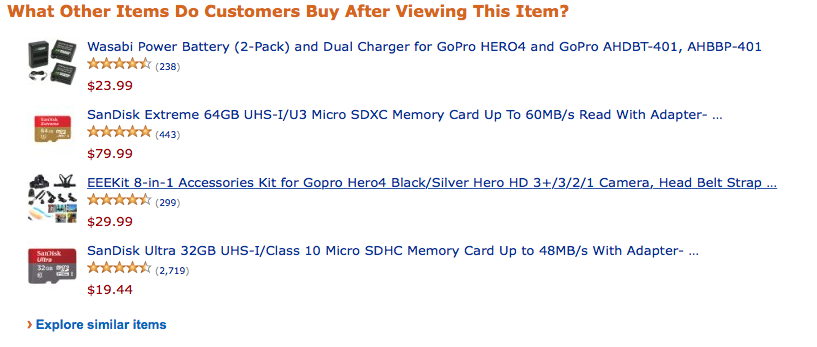 What Other Items Do Customers Buy After Viewing This Item?
Wasabi Power Battery (2-Pack) and Dual Charger for GoPro HERO4 and GoPro AHDBT-401, AHBBP-401
(238)
$23.99
SanDisk Extreme 64GB UHS-I/U3 Micro SDXC Memory Card Up To 60MB/s Read With Adapter- ...
(443)
$79.99
EEEKit 8-in-1 Accessories Kit for Gopro Hero4 Black/Silver Hero HD 3+/3/2/1 Camera, Head Belt Strap ...
(299)
$29.99
SanDisk Ultra 32GB UHS-I/Class 10 Micro SDHC Memory Card Up to 48MB/s With Adapter- ...
SanDisk
Ultra
32GB
(2,719)
$19.44
› Explore similar items